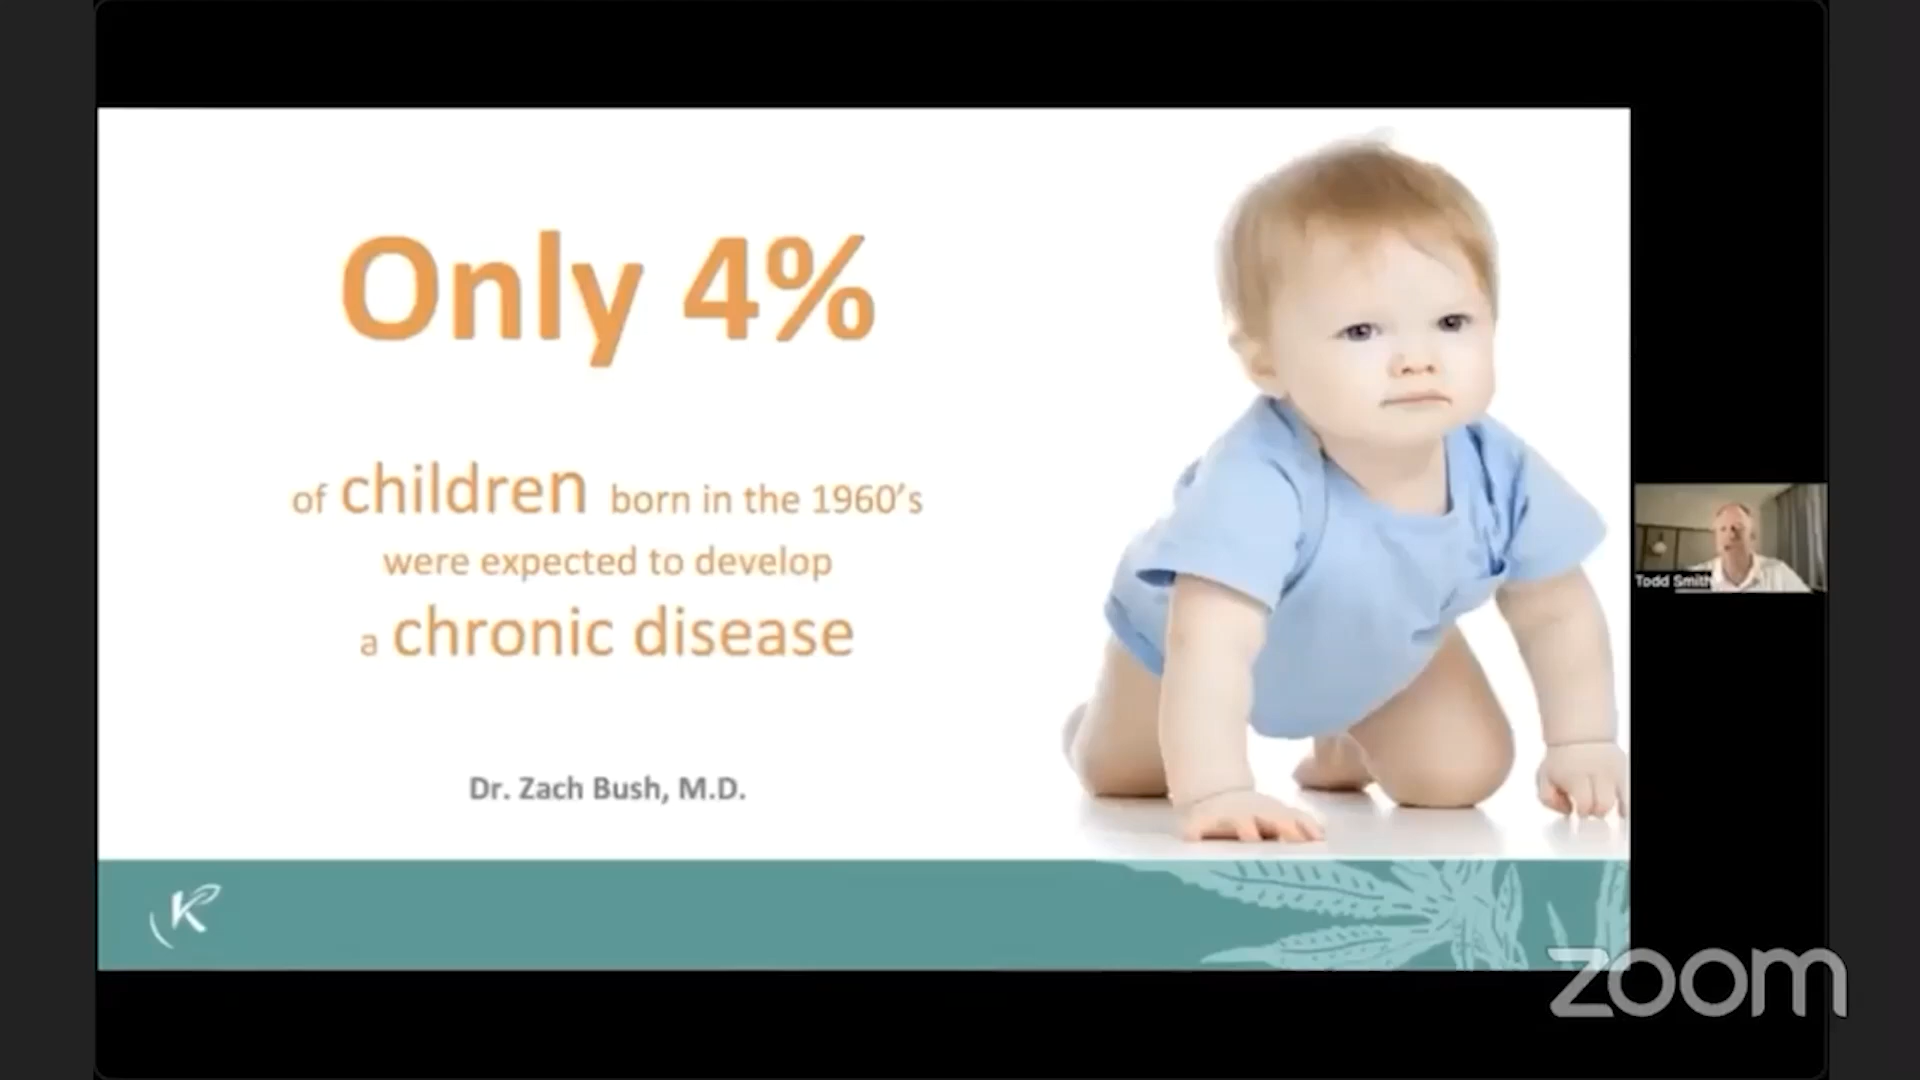 Only 4%
of children born in the 1960's
were expected to develop
a chronic disease
Dr. Zach Bush, M.D.
K
Todd Smith
zoom